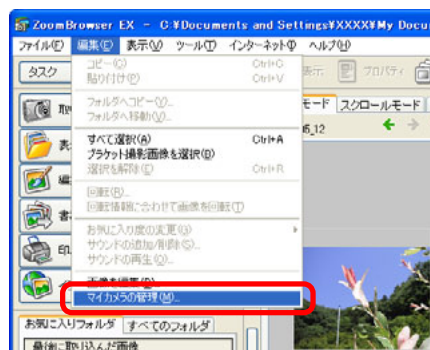 ZoomBrowser EX - C:¥Documents and Settings¥XXXX¥My Docu
ファイル(F) 編集(E) 表示(V) ツール(T) インターネット(I) ヘルプ(H)
タスク
コピー(C) Ctrl+C
貼り付け(P) Ctrl+V
表示 プロパティ
フォルダへコピー(Y)...
フォルダへ移動(V)...
モード スクロールモード
すべて選択(A) Ctrl+A
ブラケット撮影画像を選択(O)
選択を解除(E) Ctrl+R
回転(R)...
回転情報に合わせて画像を回転(T)
お気に入り度の変更(J)
サウンドの追加/削除(S)...
サウンドの再生(O)...
マイカメラの管理(M)...
お気に入りフォルダ すべてのフォルダ
最後に取り込んだ画像